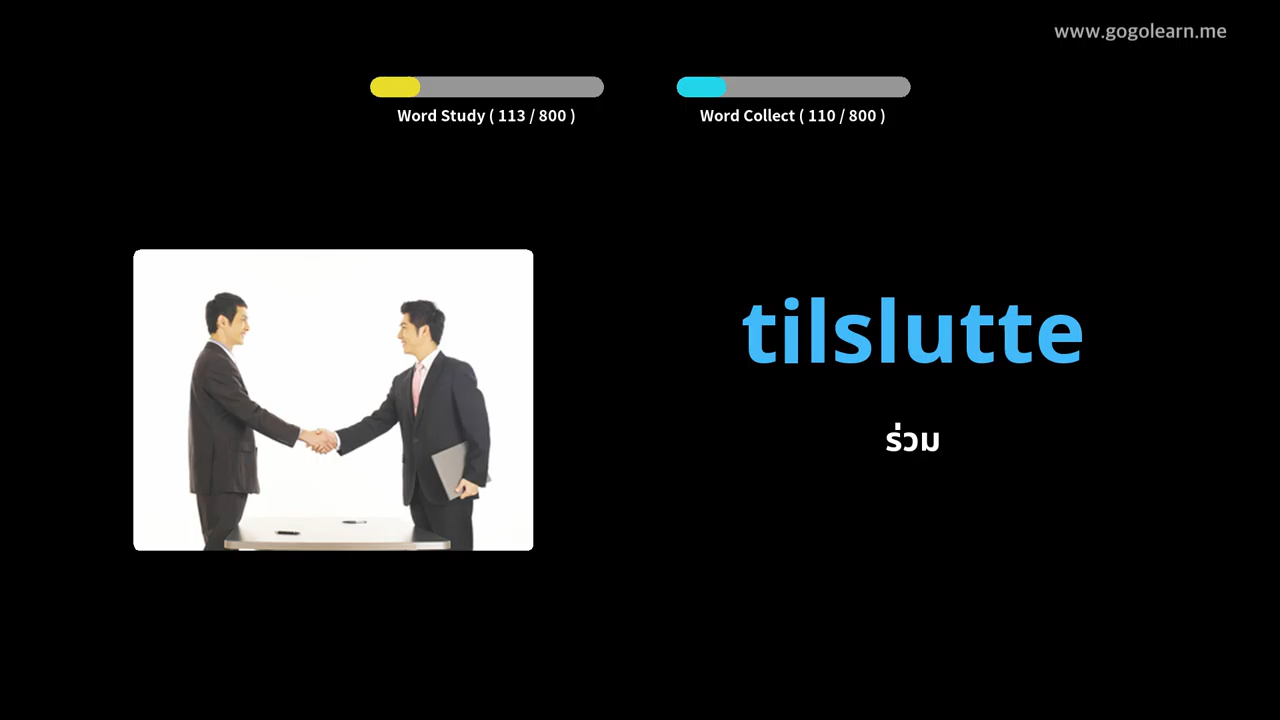 www.gogolearn.me
Word Study ( 113 / 800 )
Word Collect ( 110 / 800 )
tilslutte
ร่วม